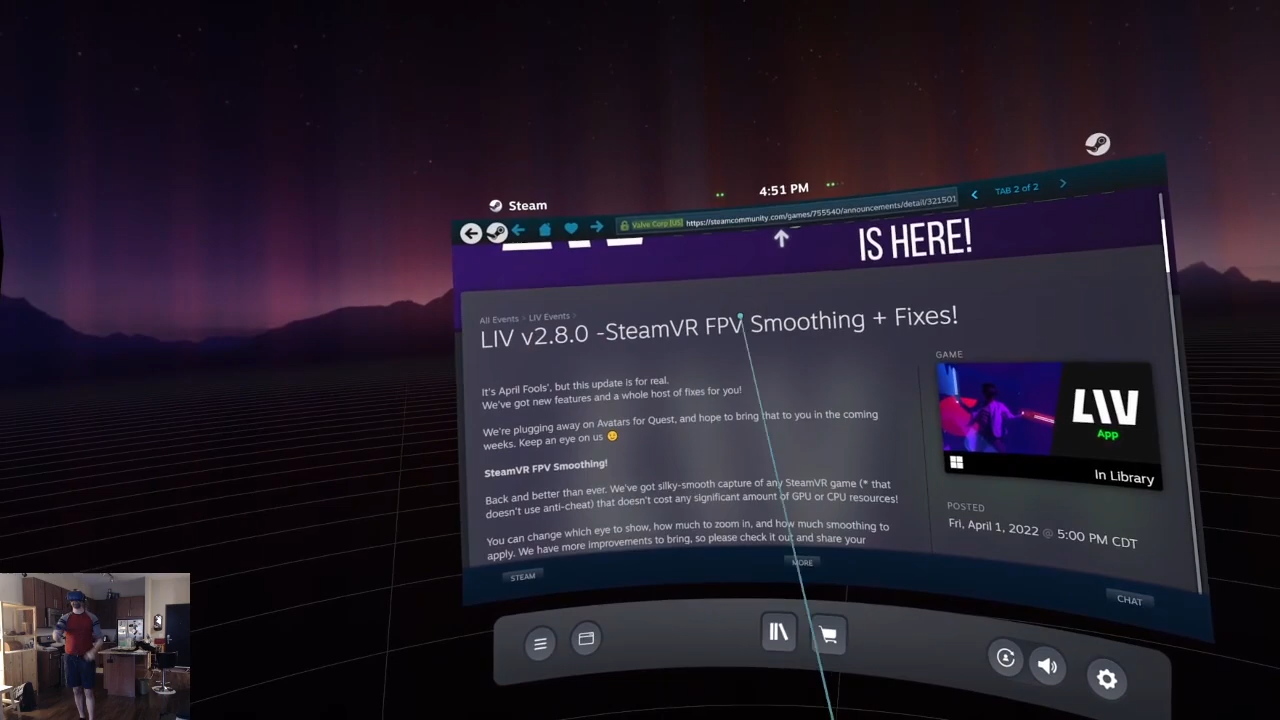 4:51 PM
Steam
Valve Corp [US] https://steamcommunity.com/games/755540/announcements/detail/321501
TAB 2 of 2
IS HERE!
All Events > LIV Events >
LIV v2.8.0 -SteamVR FPV Smoothing + Fixes!
It's April Fools', but this update is for real.
We've got new features and a whole host of fixes for you!
We're plugging away on Avatars for Quest, and hope to bring that to you in the coming
weeks. Keep an eye on us
SteamVR FPV Smoothing!
Back and better than ever. We've got silky-smooth capture of any SteamVR game (* that
doesn't use anti-cheat) that doesn't cost any significant amount of GPU or CPU resources!
You can change which eye to show, how much to zoom in, and how much smoothing to
apply. We have more improvements to bring, so please check it out and share your
GAME
LIV
App
In Library
POSTED
Fri, April 1, 2022 @ 5:00 PM CDT
STEAM
MORE
CHAT